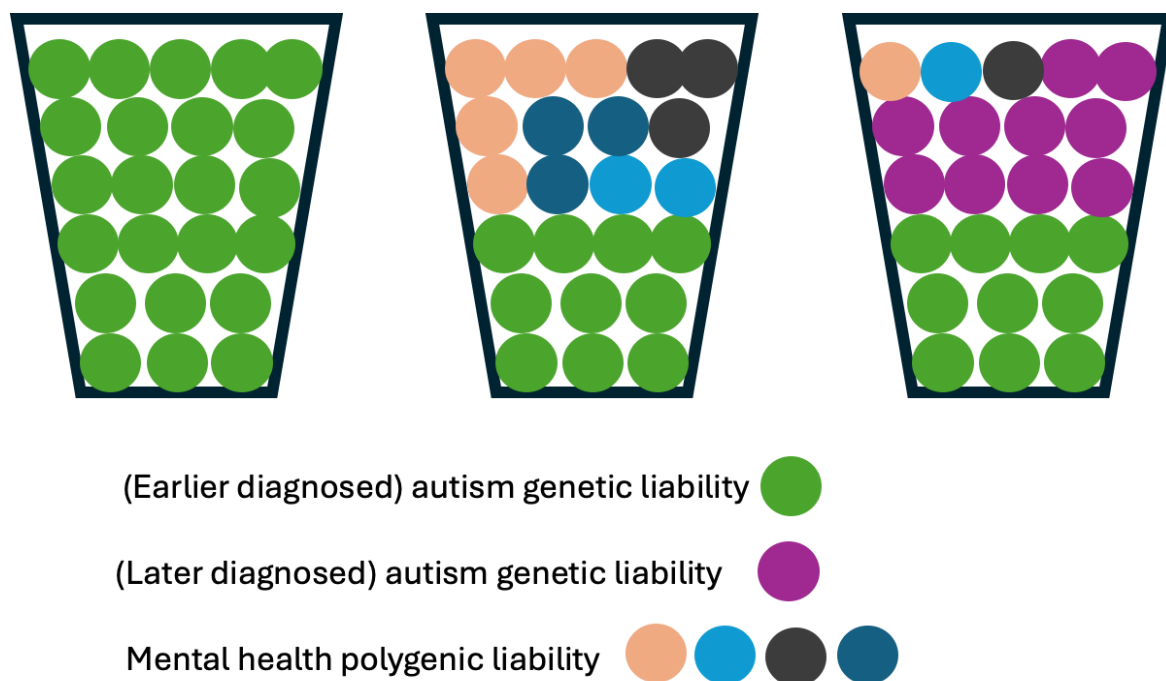 (Earlier diagnosed) autism genetic liability
(Later diagnosed) autism genetic liability
Mental health polygenic liability